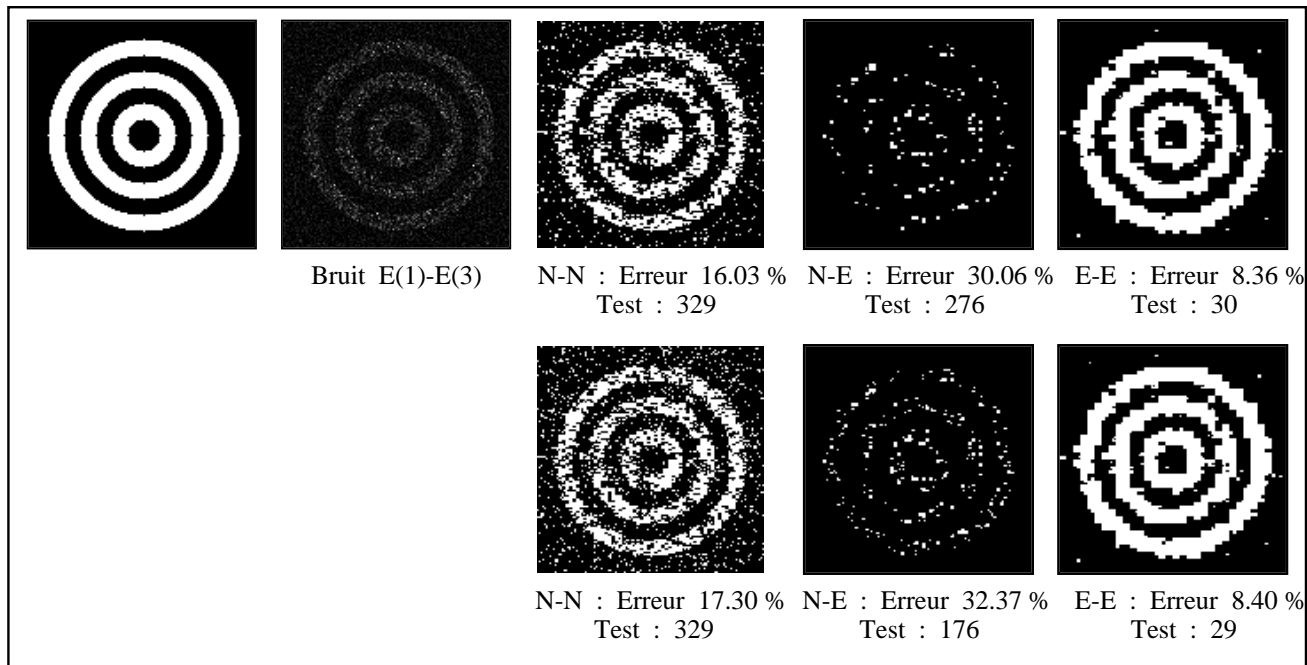 Bruit E(1)-E(3)
N-N : Erreur 16.03 %
Test : 329
N-E : Erreur 30.06 %
Test : 276
E-E : Erreur 8.36 %
Test : 30
N-N : Erreur 17.30 %
Test : 329
N-E : Erreur 32.37 %
Test : 176
E-E : Erreur 8.40 %
Test : 29